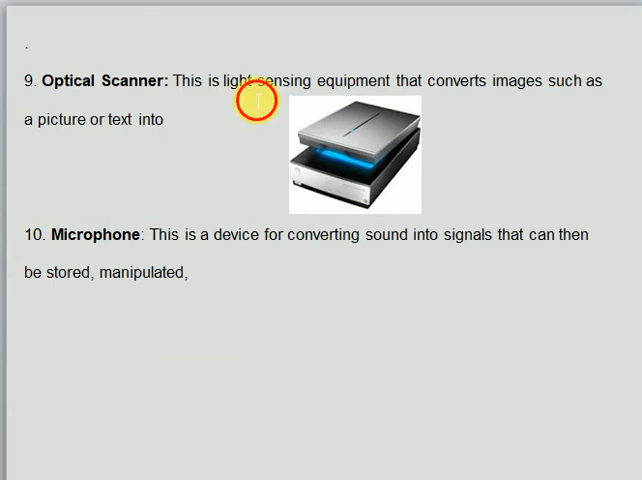 .
9. Optical Scanner: This is light-sensing equipment that converts images such as
a picture or text into
10. Microphone: This is a device for converting sound into signals that can then
be stored, manipulated,